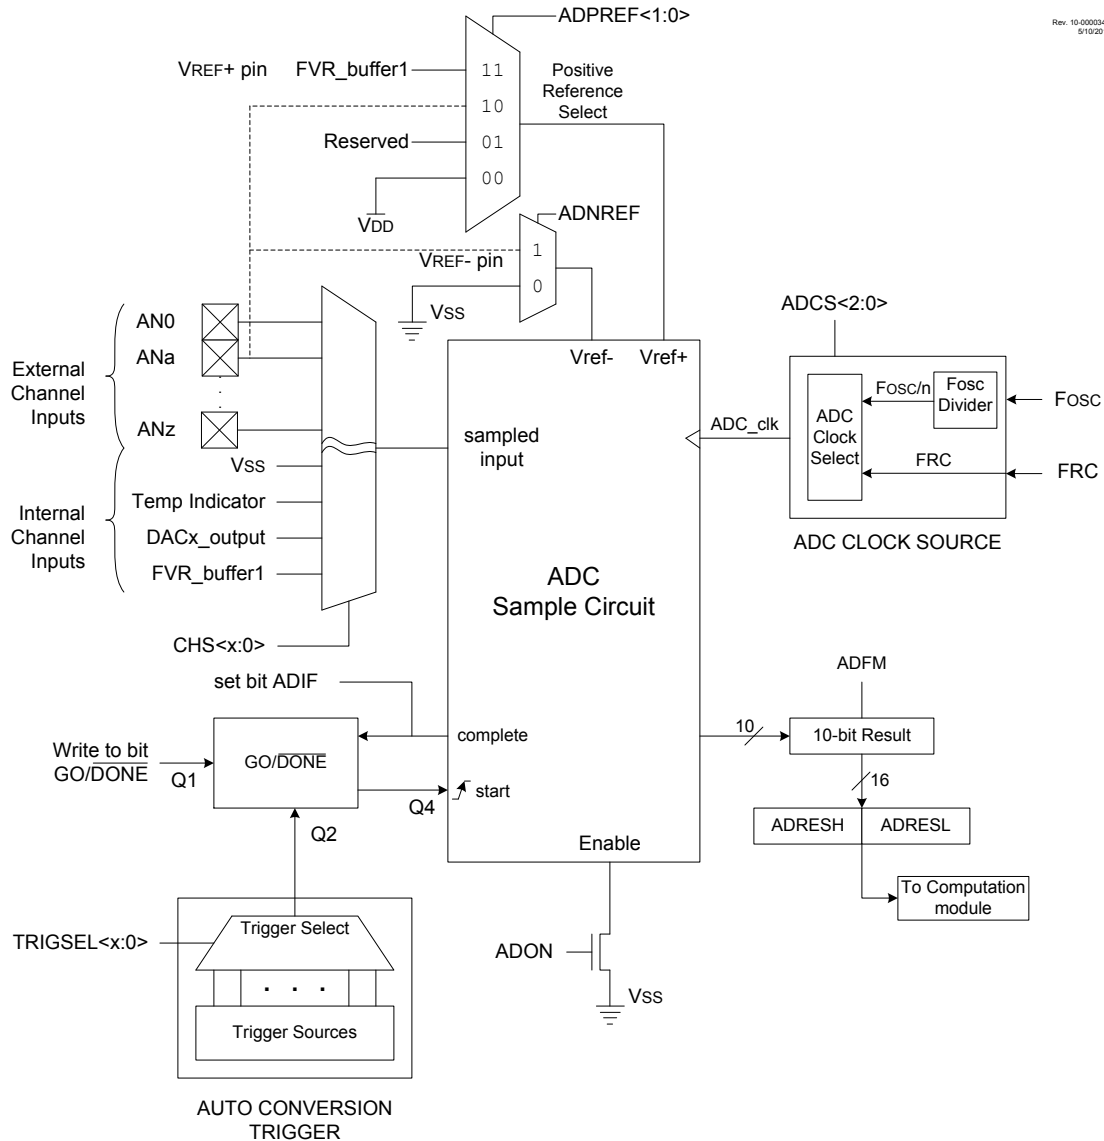 ADPREF<1:0>
Rev. 10-000034
5/10/20
VREF+ pin
FVR_buffer1
11
Positive
Reference
Select
10
Reserved
01
00
VDD
ADNREF
VREF- pin
1
0
VSS
AN0
ANa
ANz
External
Channel
Inputs
VSS
Temp Indicator
DACx_output
FVR_buffer1
Internal
Channel
Inputs
CHS<x:0>
Vref-
Vref+
sampled
input
ADC
Sample Circuit
ADCS<2:0>
ADC_clk
ADC
Clock
Select
FOSC/n
Fosc
Divider
FOSC
FRC
FRC
ADC CLOCK SOURCE
set bit ADIF
Write to bit
GO/DONE
Q1
GO/DONE
complete
Q4
start
Q2
Enable
ADFM
10
10-bit Result
16
ADRESH
ADRESL
To Computation
module
TRIGSEL<x:0>
Trigger Select
. . .
Trigger Sources
AUTO CONVERSION
TRIGGER
ADON
VSS